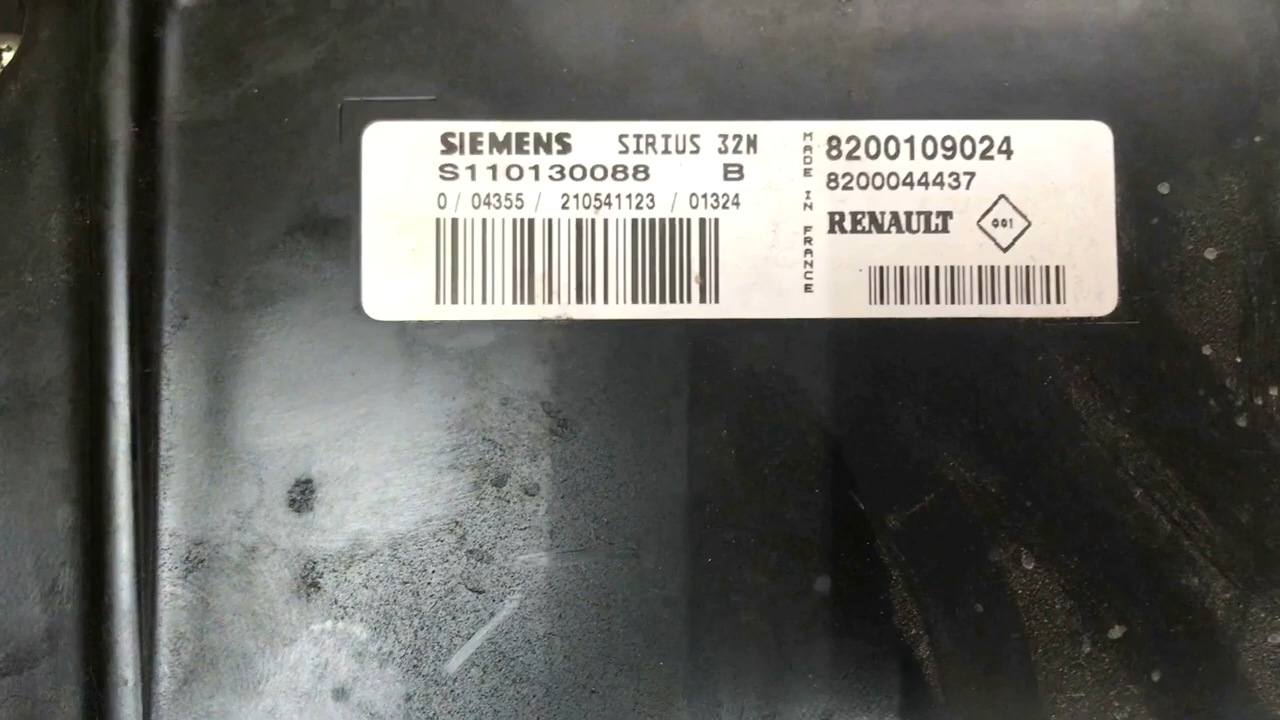 SIEMENS SIRIUS 32N
S110130088 B
0 / 04355 / 210541123 / 01324
MADE IN FRANCE
8200109024
8200044437
RENAULT 001